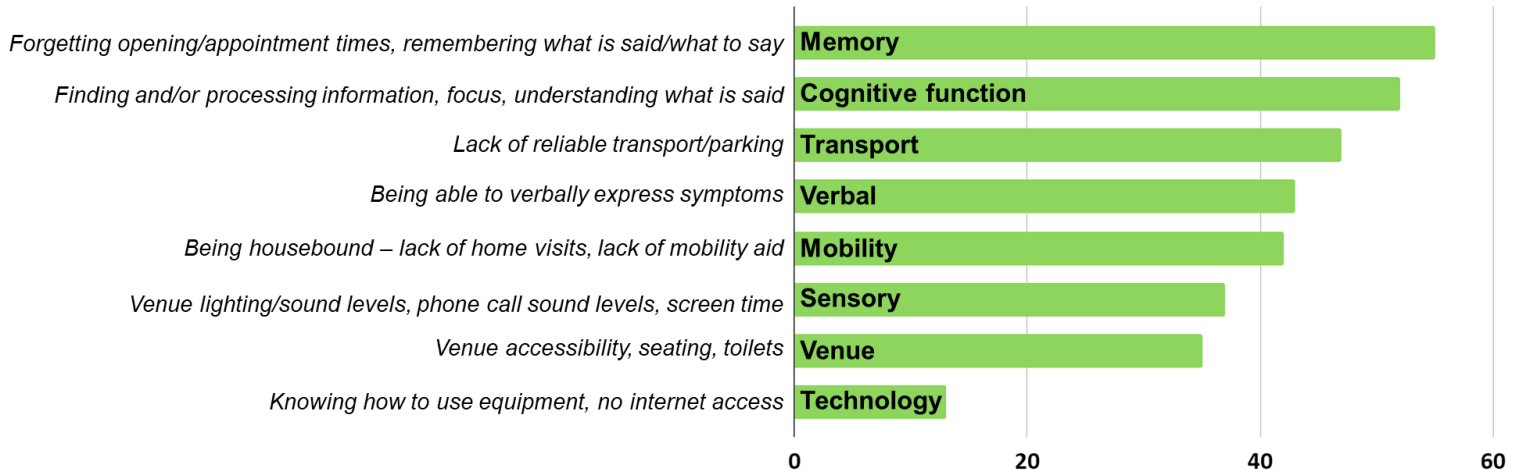 Forgetting opening/appointment times, remembering what is said/what to say Memory
Finding and/or processing information, focus, understanding what is said Cognitive function
Lack of reliable transport/parking Transport
Being able to verbally express symptoms Verbal
Being housebound – lack of home visits, lack of mobility aid Mobility
Venue lighting/sound levels, phone call sound levels, screen time Sensory
Venue accessibility, seating, toilets Venue
Knowing how to use equipment, no internet access Technology
0 20 40 60